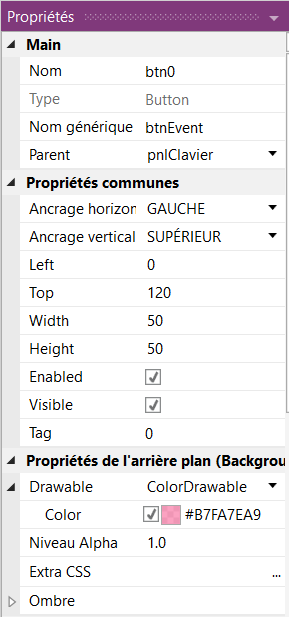 Propriétés
Main
Nom btn0
Type Button
Nom générique btnEvent
Parent pnlClavier
Propriétés communes
Ancrage horizon GAUCHE
Ancrage vertical SUPÉRIEUR
Left 0
Top 120
Width 50
Height 50
Enabled
Visible
Tag 0
Propriétés de l'arrière plan (Backgrou
Drawable ColorDrawable
Color #B7FA7EA9
Niveau Alpha 1.0
Extra CSS ...
Ombre